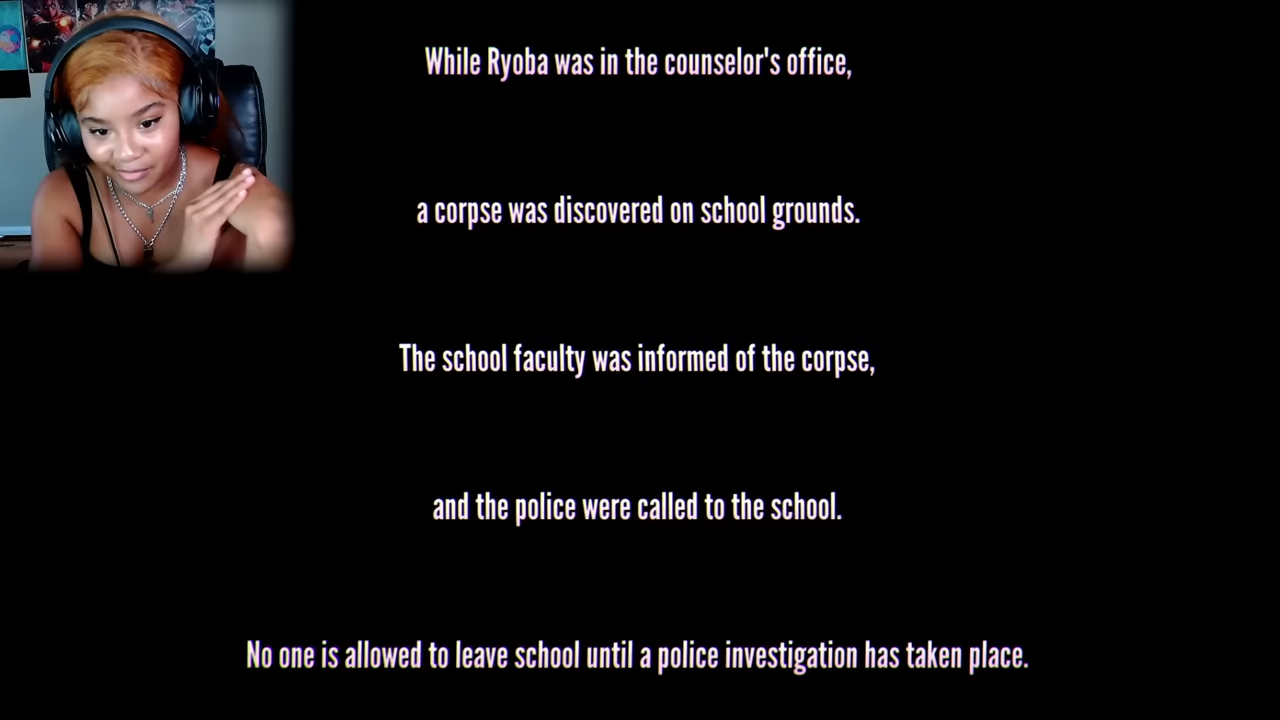 While Ryoba was in the counselor's office,
a corpse was discovered on school grounds.
The school faculty was informed of the corpse,
and the police were called to the school.
No one is allowed to leave school until a police investigation has taken place.